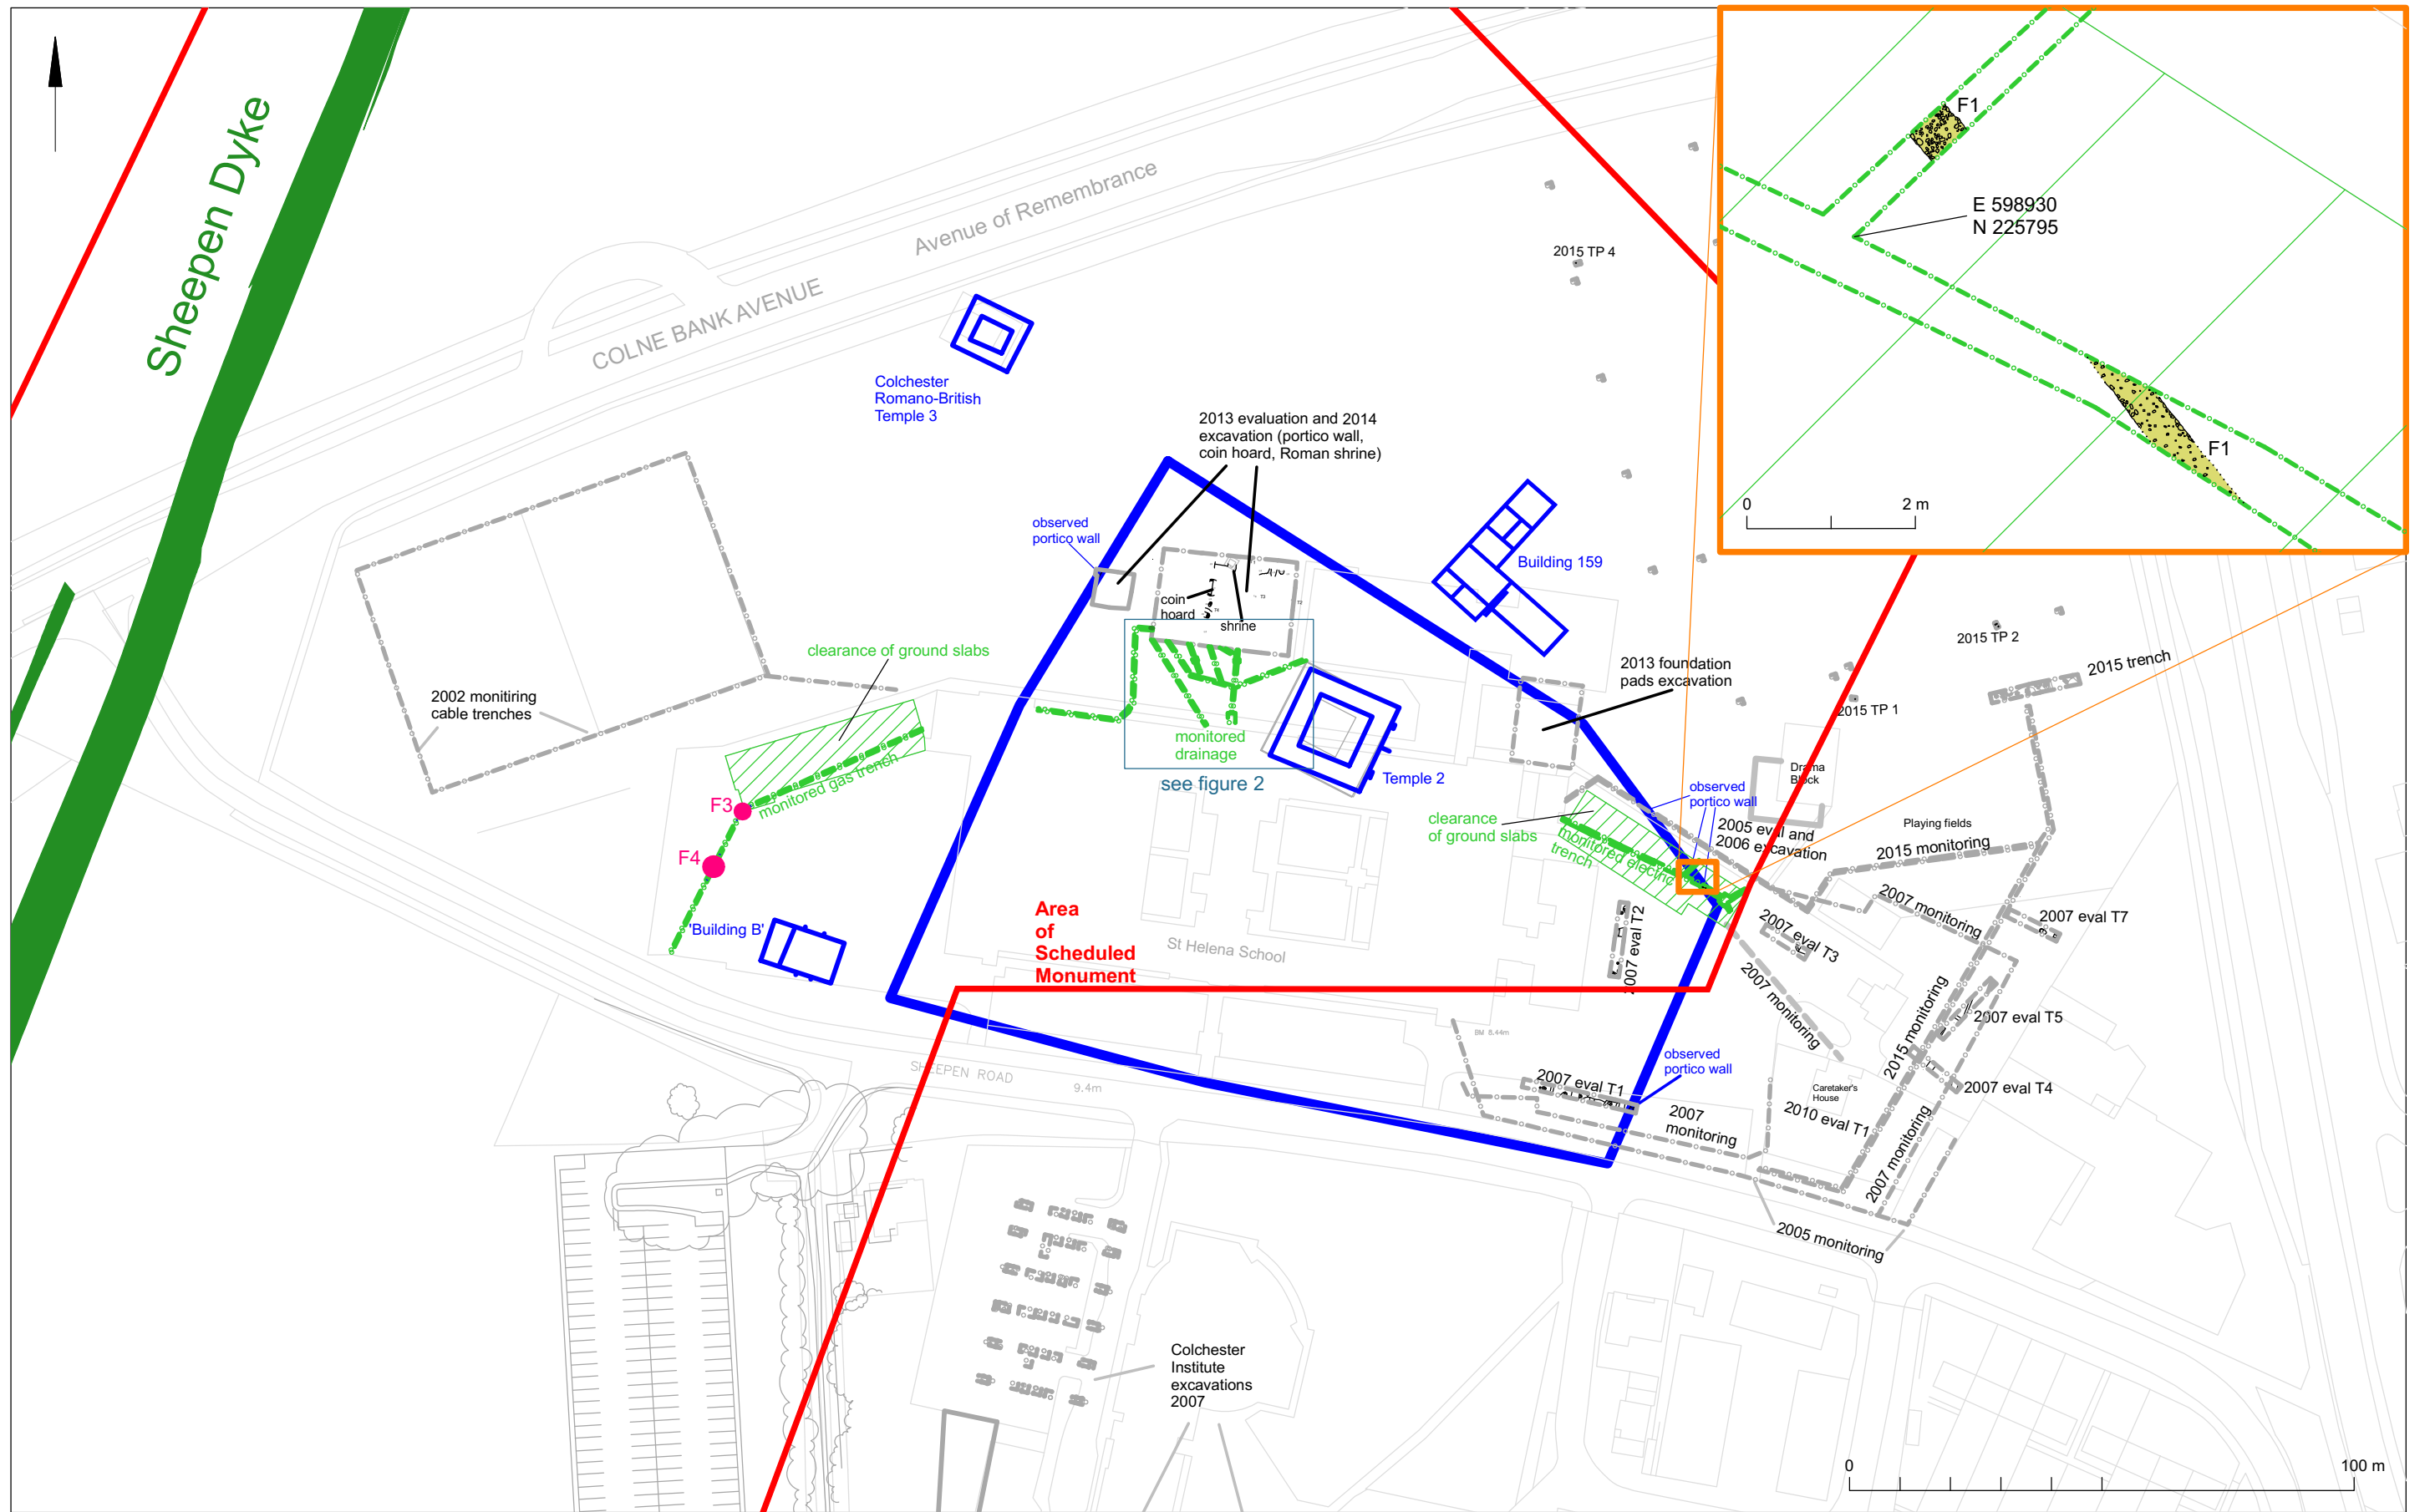 Sheepen Dyke
Avenue of Remembrance
COLNE BANK AVENUE
2015 TP 4
F1
E 598930
N 225795
F1
0
2 m
Colchester
Romano-British
Temple 3
2013 evaluation and 2014
excavation (portico wall,
coin hoard, Roman shrine)
observed
portico wall
Building 159
coin
hoard
shrine
clearance of ground slabs
2002 monitiring
cable trenches
monitored gas trench
monitored
drainage
see figure 2
Temple 2
2013 foundation
pads excavation
2015 TP 2
2015 trench
2015 TP 1
Drama
Block
F3
F4
'Building B'
clearance
of ground slabs
monitored electric
trench
observed
portico wall
2005 eval and
2006 excavation
Playing fields
2015 monitoring
2007 monitoring
2007 eval T7
2007 eval T3
2007 eval T2
2007 monitoring
Area
of
Scheduled
Monument
St Helena School
2015 monitoring
2007 eval T5
BM 8.44m
observed
portico wall
SHEEPEN ROAD
9.4m
2007 eval T1
2007
monitoring
Caretaker's
House
2010 eval T1
2007 eval T4
2007 monitoring
2005 monitoring
Colchester
Institute
excavations
2007
0
100 m